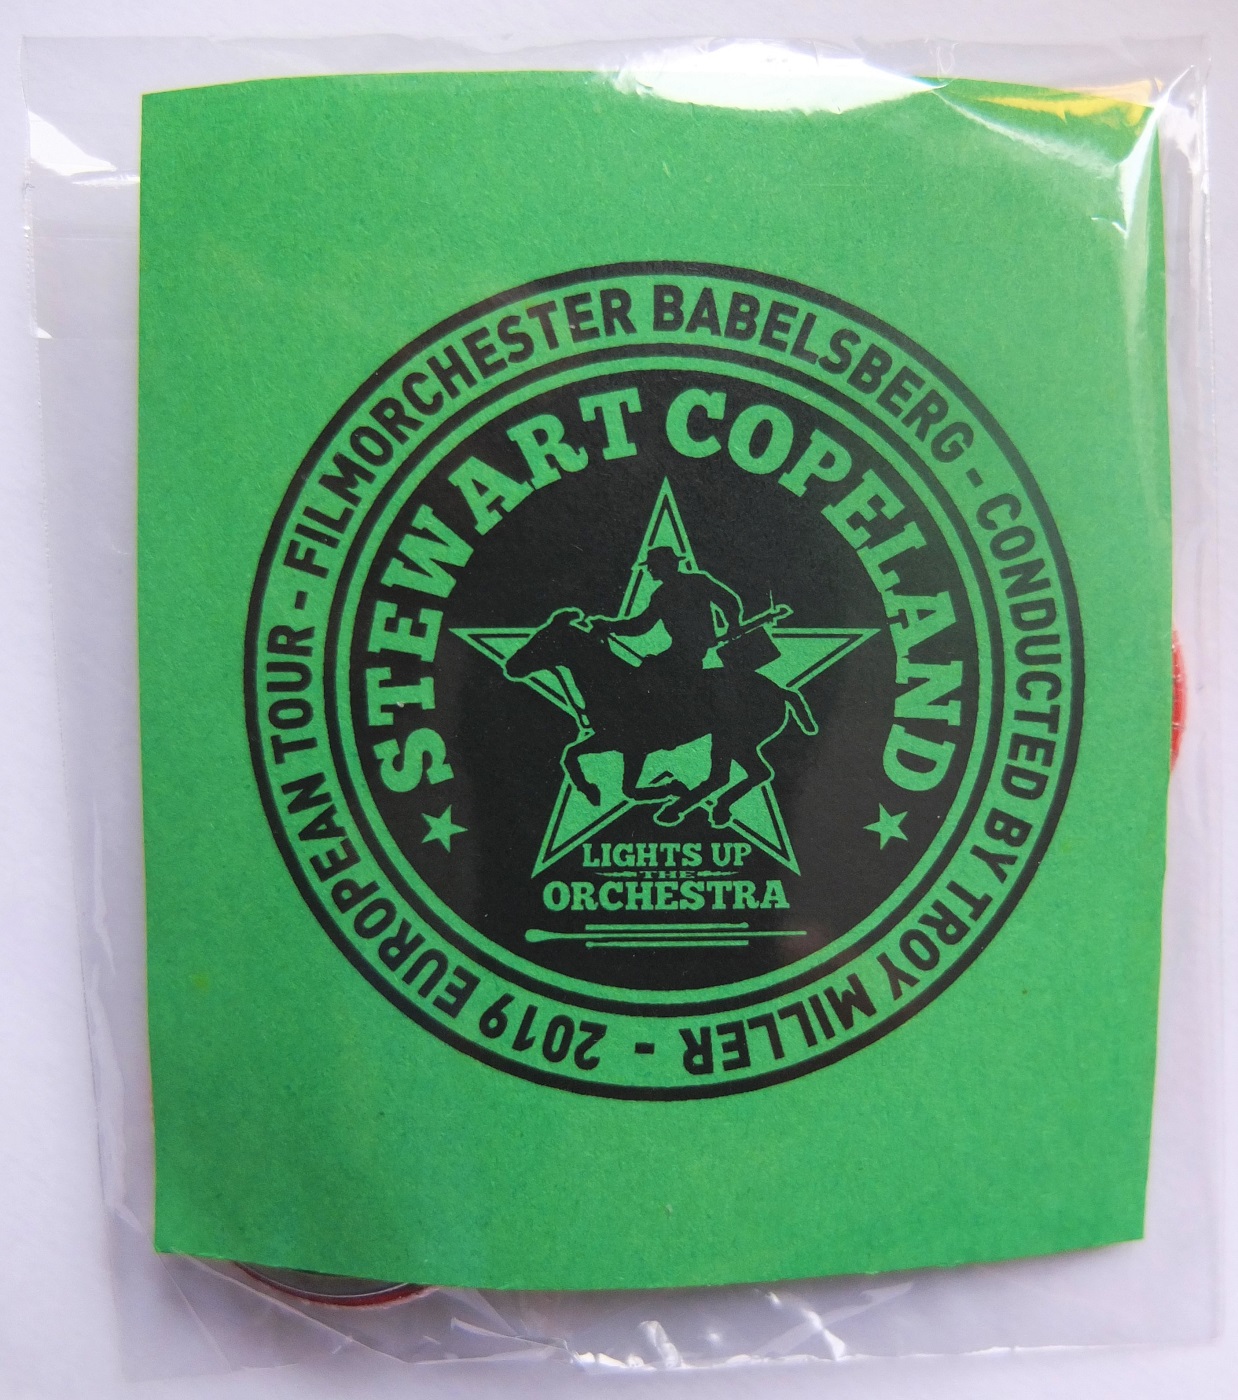 FILMORCHESTER BABELSBERG - CONDUCTED BY TROY MILLER - 2019 EUROPEAN TOUR -
STEWART COPELAND
LIGHTS UP
THE
ORCHESTRA